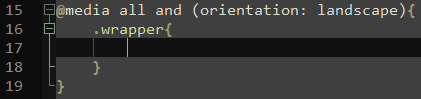 15 @media all and (orientation: landscape){
16     .wrapper{
17
18     }
19 }